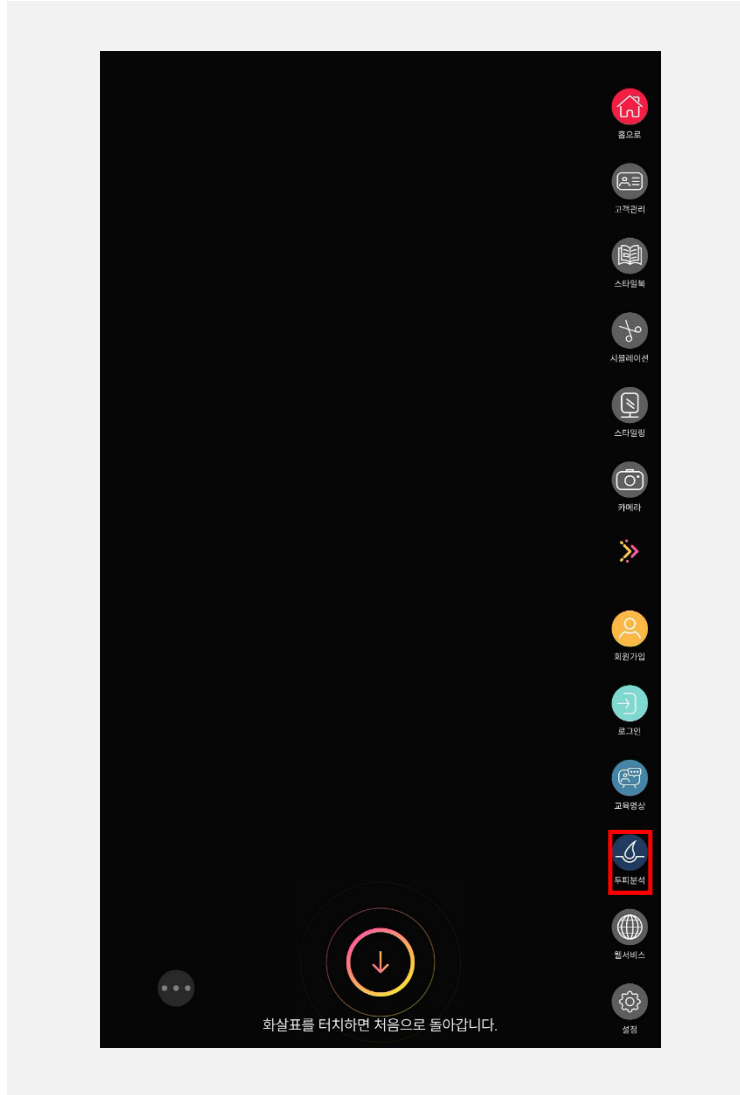 홈으로
고객관리
스타일북
시뮬레이션
스타일링
카메라
회원가입
로그인
교육영상
두피분석
웹서비스
설정
화살표를 터치하면 처음으로 돌아갑니다.